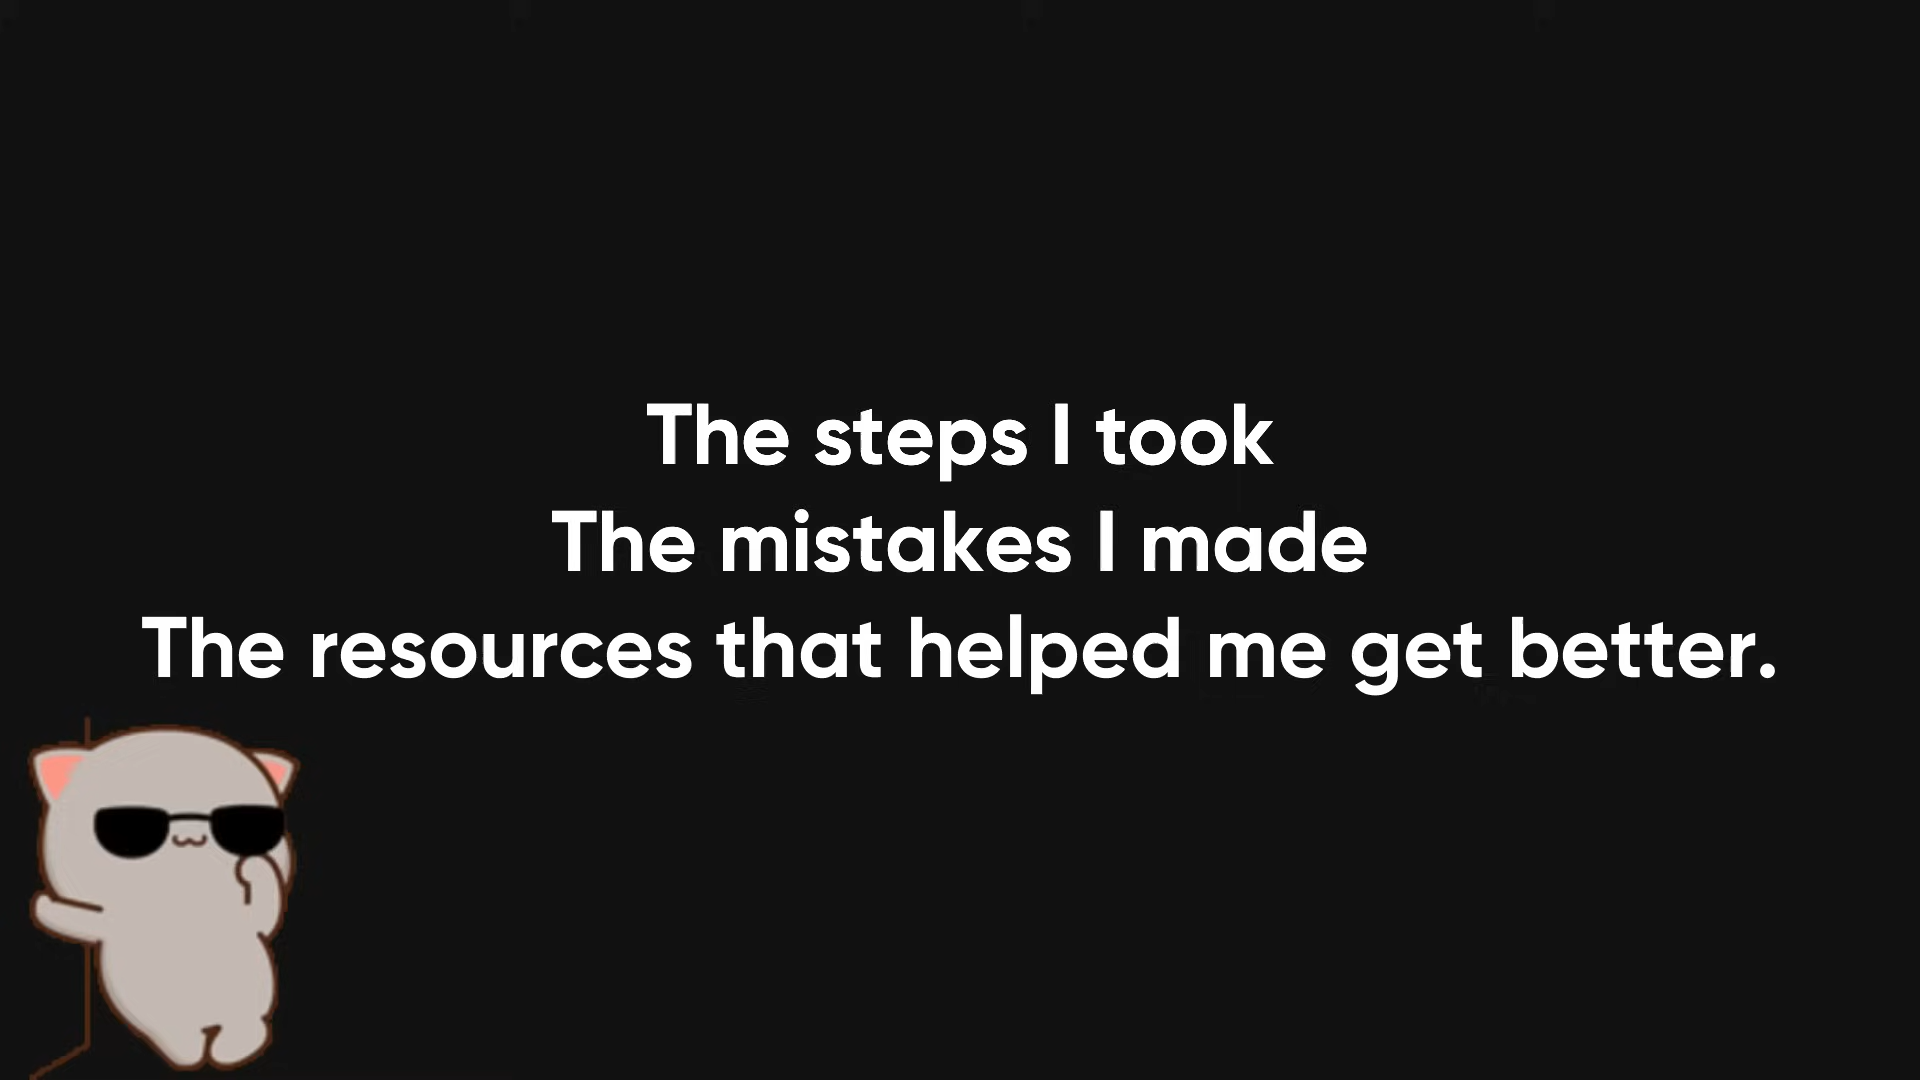 The steps I took
The mistakes I made
The resources that helped me get better.